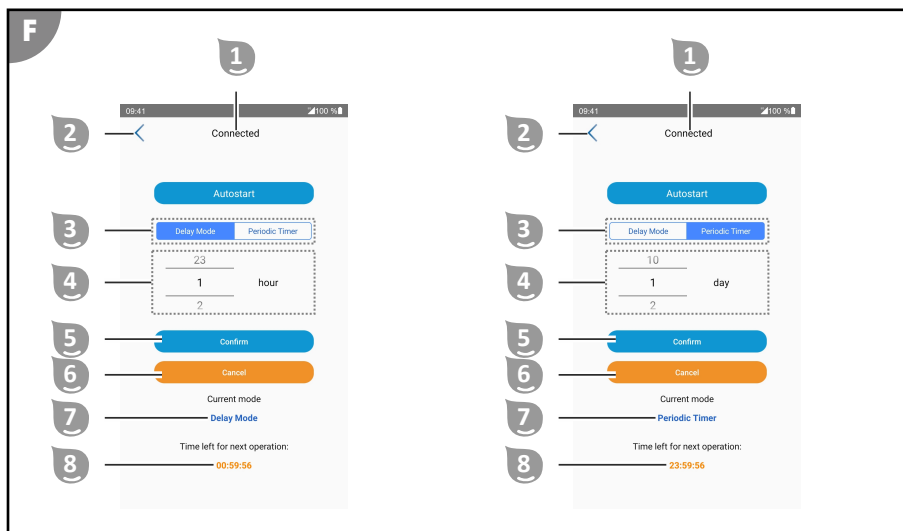 F
1
09:41 100 %
2 Connected
Autostart
3 Delay Mode Periodic Timer
23
4 1 hour
2
5 Confirm
6 Cancel
Current mode
7 Delay Mode
Time left for next operation:
8 00:59:56
1
09:41 100 %
2 Connected
Autostart
3 Delay Mode Periodic Timer
10
4 1 day
2
5 Confirm
6 Cancel
Current mode
7 Periodic Timer
Time left for next operation:
8 23:59:56